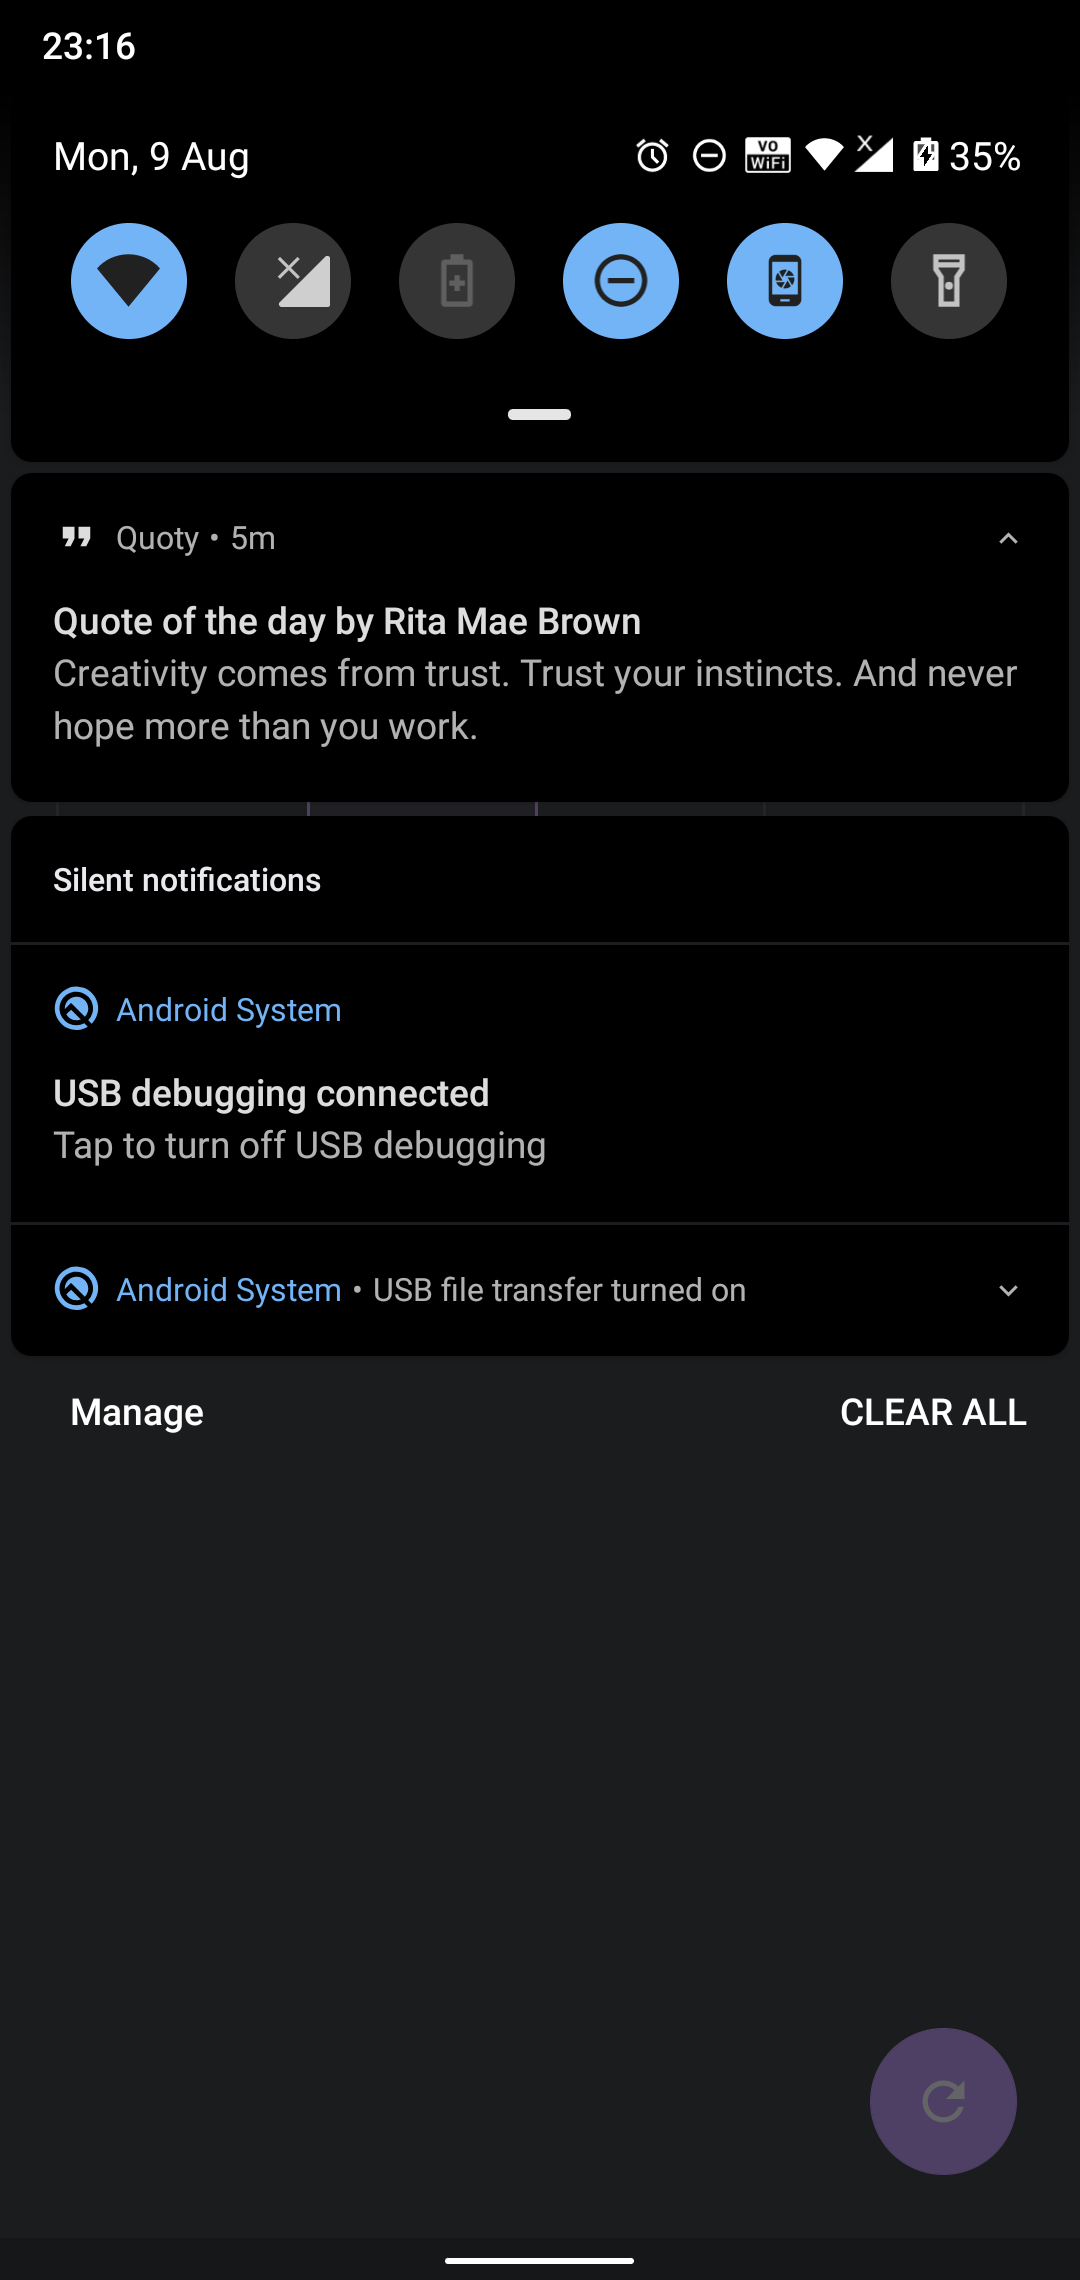 23:16
Mon, 9 Aug
VO
WiFi
X
35%
Quoty • 5m
Quote of the day by Rita Mae Brown
Creativity comes from trust. Trust your instincts. And never
hope more than you work.
Silent notifications
Android System
USB debugging connected
Tap to turn off USB debugging
Android System • USB file transfer turned on
Manage
CLEAR ALL